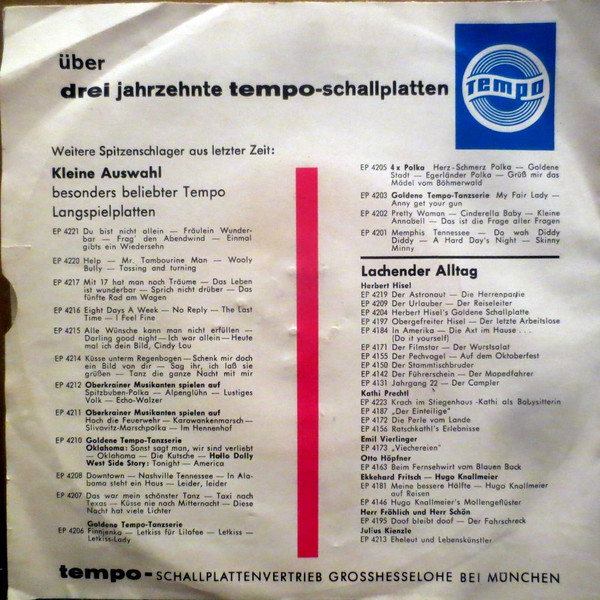 über
drei jahrzehnte tempo-schallplatten
Tempo
Weitere Spitzenschlager aus letzter Zeit:
Kleine Auswahl
besonders beliebter Tempo
Langspielplatten
EP 4221 Du bist nicht allein — Fräulein Wunder-
bar — Frag' den Abendwind — Einmal
gibt ein Wiedersehn
EP 4220 Help — Mr. Tambourine Man — Wooly
Bully — Tossing and turning
EP 4217 Mit 17 hat man noch Träume — Das Leben
ist wunderbar — Sprich nicht drüber — Das
fünfte Rad am Wagen
EP 4216 Eight Days A Week — No Reply — The Last
Time — I Feel Fine
EP 4215 Alle Wünsche kann man nicht erfüllen —
Darling good night — Ich war allein — Heute
mal ich dein Bild, Cindy Lou
EP 4214 Küsse unterm Regenbogen — Schenk mir doch
ein Bild von dir — Sag ihr, ich laß sie
grüßen — Tanz die ganze Nacht mit mir
EP 4212 Oberkrainer Musikanten spielen auf
Spitzbuben-Polka — Alpenglühn — Lustiges
Volk — Echo-Walzer
EP 4211 Oberkrainer Musikanten spielen auf
Hoch die Feuerwehr — Karawankenmarsch —
Slivovitz-Marschpolka — Im Hennenhof
EP 4210 Goldene Tempo-Tanzserie
Oklahoma: Sonst sagt man, wir sind verliebt
— Oklahoma — Die Kutsche — Hallo Dolly
West Side Story: Tonight — America
EP 4208 Downtown — Nashville Tennessee — In Ala-
bama steht ein Haus — Leider, leider
EP 4207 Das war mein schönster Tanz — Taxi nach
Texas — Küsse nie nach Mitternacht — Diese
Nacht hat viele Lichter
Goldene Tempo-Tanzserie
EP 4206 Finnjenka — Letkiss für Lilofee — Letkiss —
Letkiss-Lady
EP 4205 4 x Polka Herz-Schmerz Polka — Goldene
Stadt — Egerländer Polka — Grüß mir das
Mädel vom Böhmerwald
EP 4203 Goldene Tempo-Tanzserie My Fair Lady —
Anny get your gun
EP 4202 Pretty Woman — Cinderella Baby — Kleine
Annabell — Das ist die Frage aller Fragen
EP 4201 Memphis Tennessee — Do wah Diddy
Diddy — A Hard Day's Night — Skinny
Minny
Lachender Alltag
Herbert Hisel
EP 4219 Der Astronaut — Die Herrenpartie
EP 4209 Der Urlauber — Der Reiseleiter
EP 4204 Herbert Hisel's Goldene Schallplatte
EP 4197 Obergefreiter Hisel — Der letzte Arbeitslose
EP 4184 in Amerika — Die Axt im Hause . . .
(Do it yourself)
EP 4171 Der Filmstar — Der Wurstsalat
EP 4155 Der Pechvogel — Auf dem Oktoberfest
EP 4150 Der Stammtischbruder
EP 4142 Der Führerschein — Der Mopedfahrer
EP 4131 Jahrgang 22 — Der Campler
Kathi Prechtl
EP 4223 Krach im Stiegenhaus - Kathi als Babysitterin
EP 4187 „Der Einteilige"
EP 4172 Die Perle vom Lande
EP 4156 Ratschkathl's Erlebnisse
Emil Vierlinger
EP 4173 „Viechereien"
Otto Höpfner
EP 4163 Beim Fernsehwirt vom Blauen Bock
Ekkehard Fritsch — Hugo Knallmeier
EP 4181 Meine bessere Hälfte — Hugo Knallmeier
auf Reisen
EP 4146 Hugo Knallmeier's Mollengeflüster
Herr Fröhlich und Herr Schön
EP 4195 Doof bleibt doof — Der Fahrschreck
Julius Kienzle
EP 4213 Eheleut und Lebenskünstler
tempo-SCHALLPLATTENVERTRIEB GROSSHESSELOHE BEI MÜNCHEN